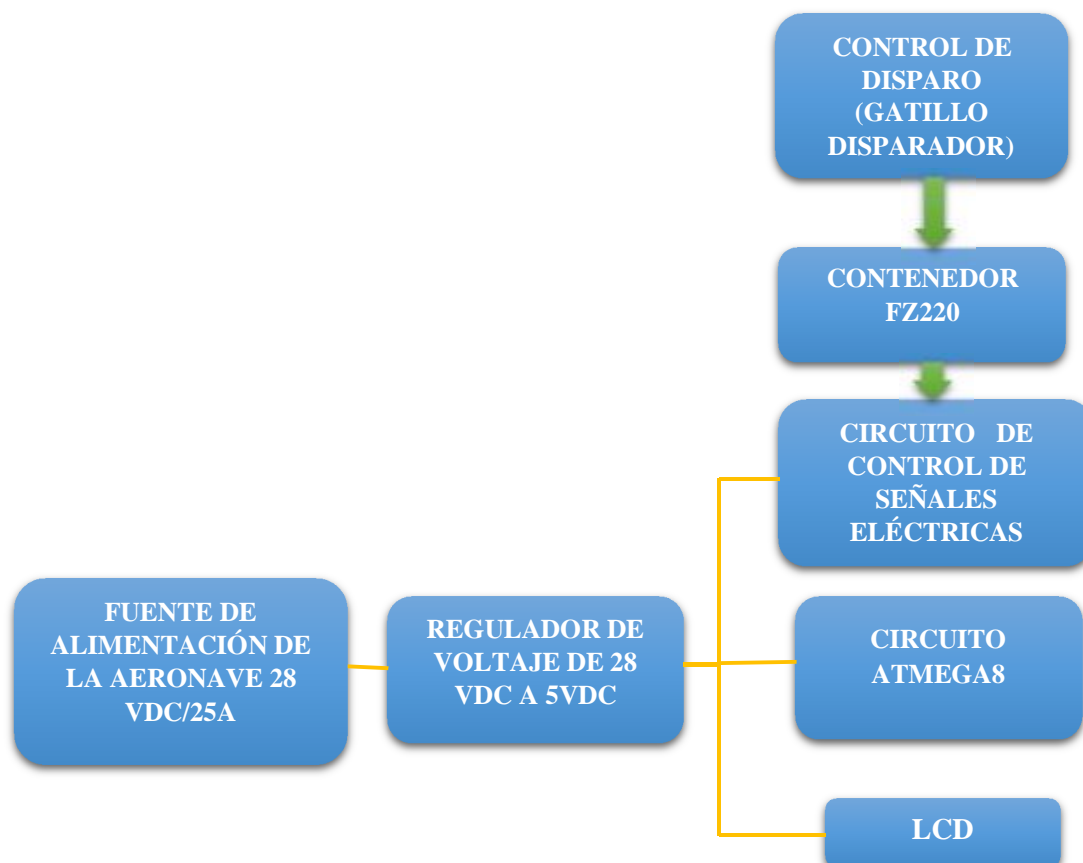 CONTROL DE
DISPARO
(GATILLO
DISPARADOR)
CONTENEDOR
FZ220
CIRCUITO DE
CONTROL DE
SEÑALES
ELÉCTRICAS
FUENTE DE
ALIMENTACIÓN DE
LA AERONAVE 28
VDC/25A
REGULADOR DE
VOLTAJE DE 28
VDC A 5VDC
CIRCUITO
ATMEGA8
LCD